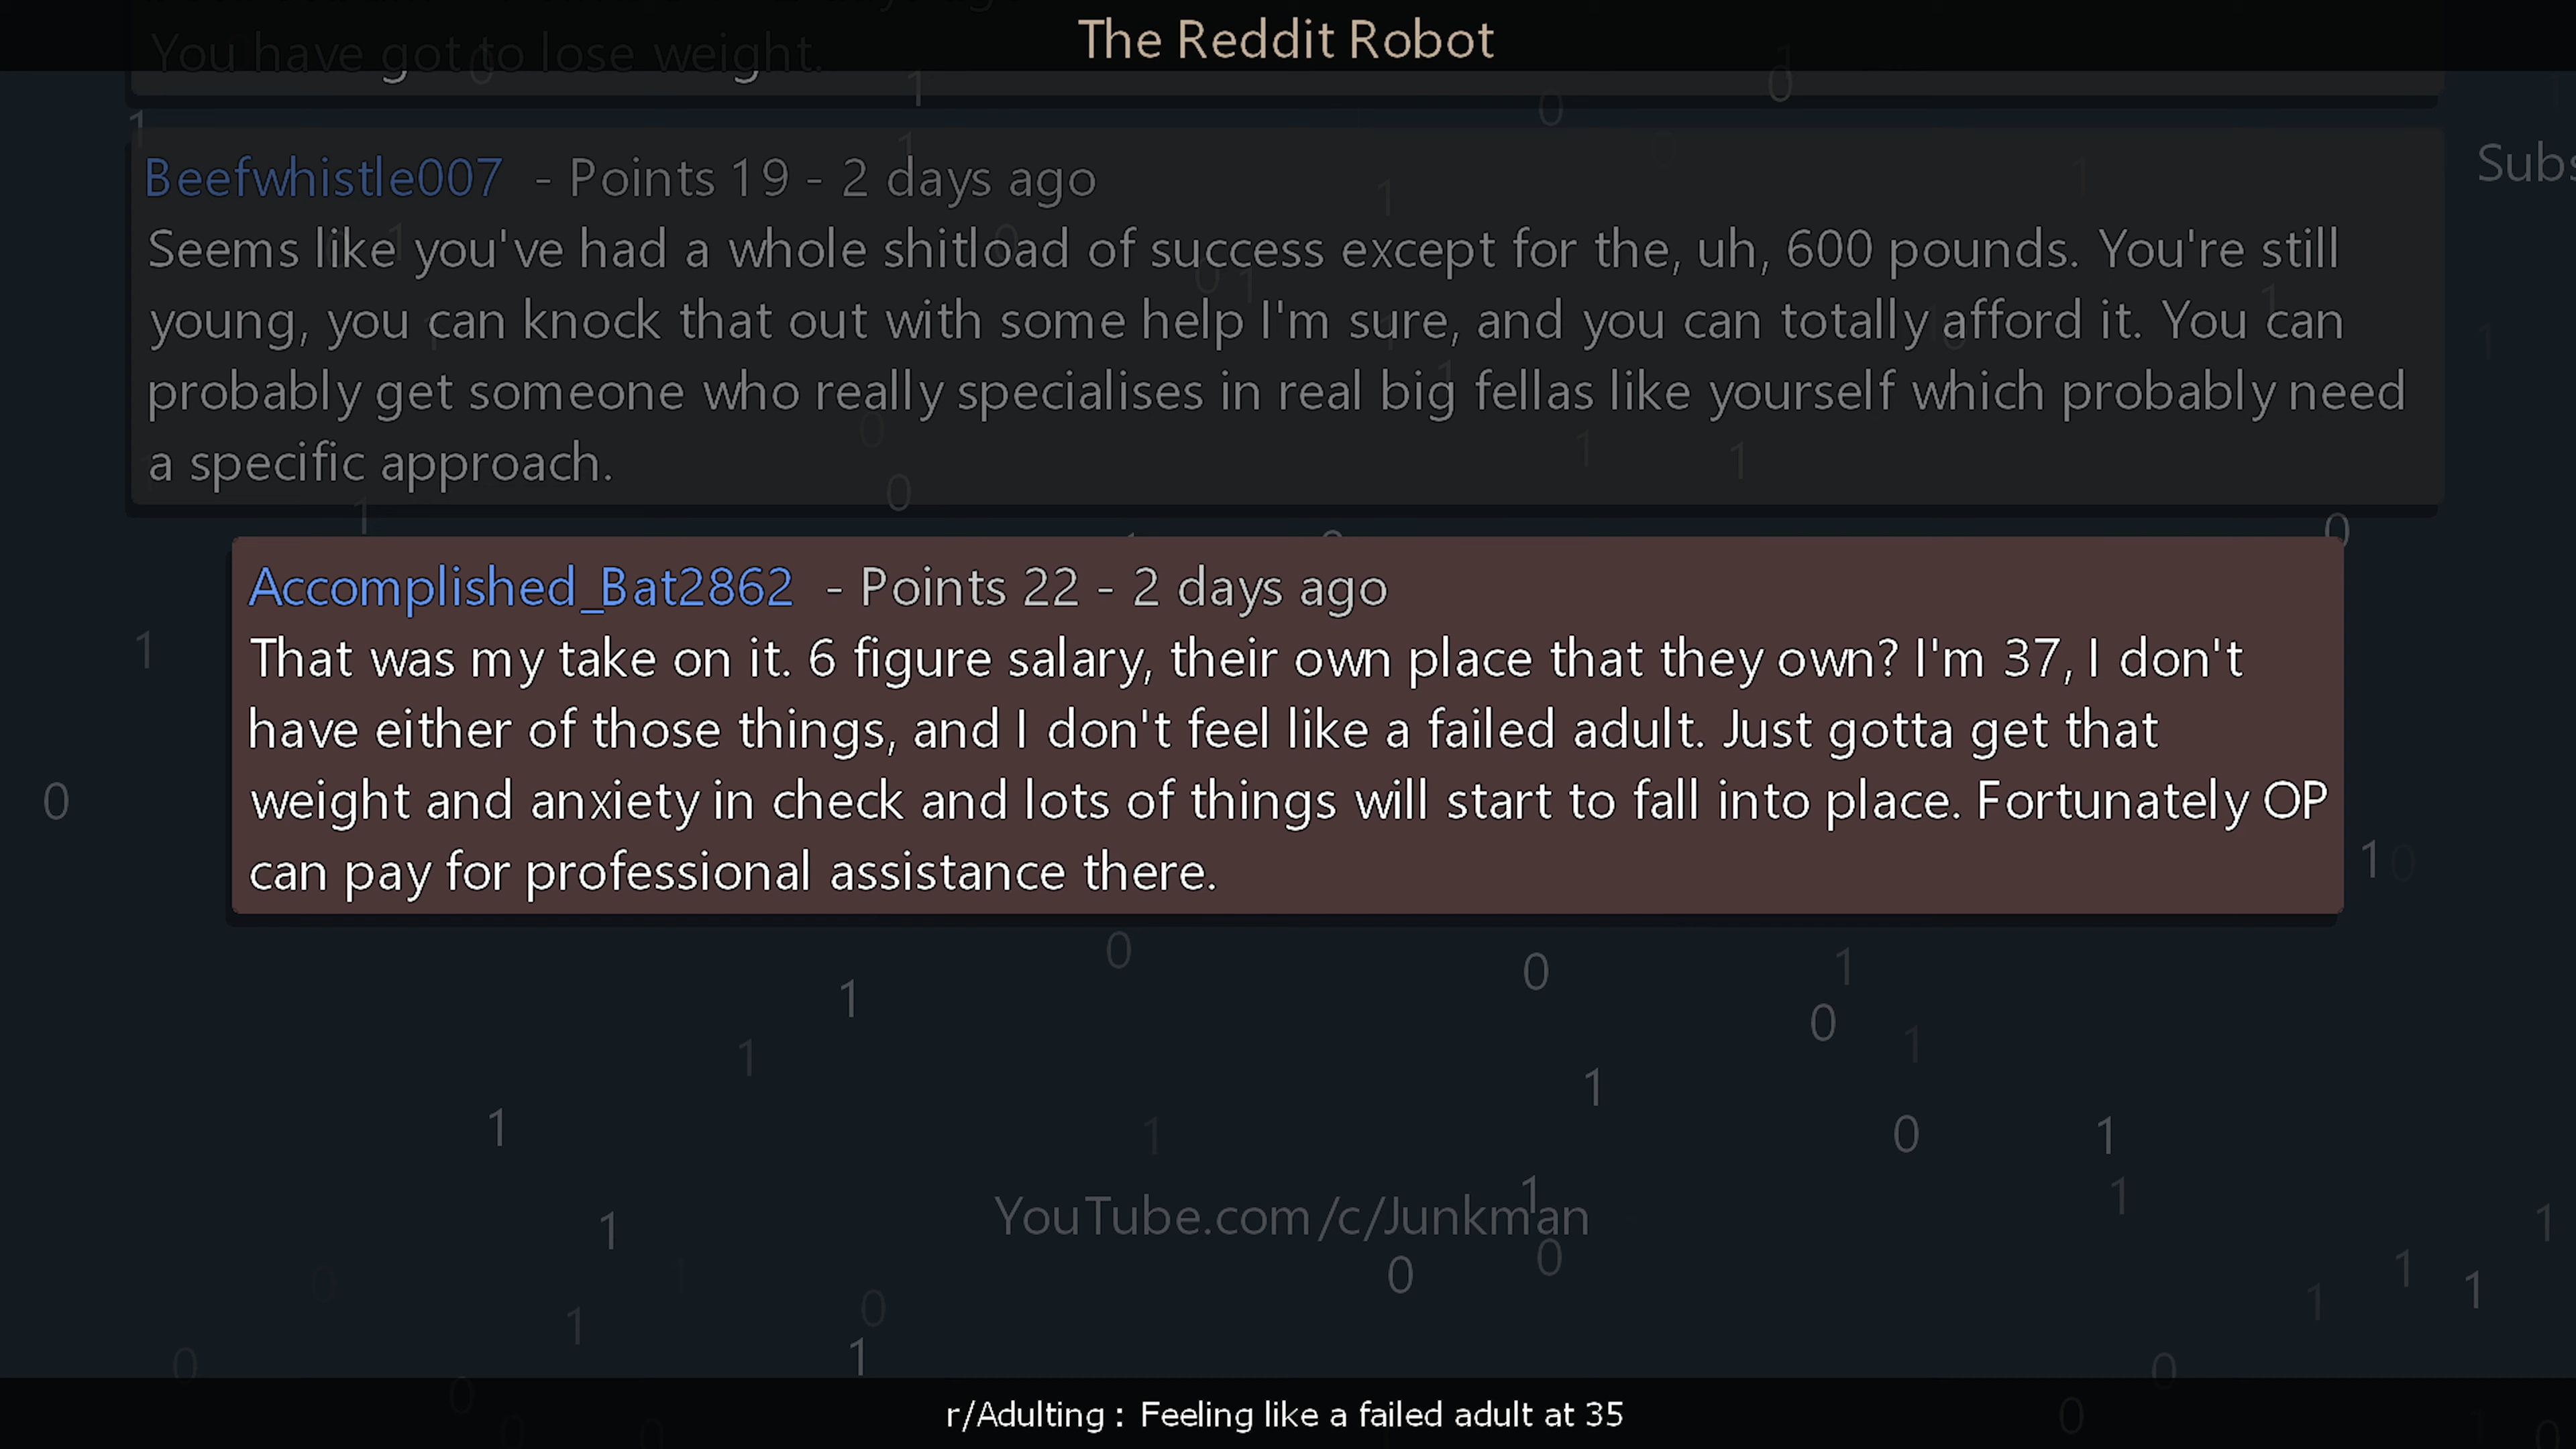 The Reddit Robot
You have got to lose weight.
Beefwhistle007 - Points 19 - 2 days ago
Seems like you've had a whole shitload of success except for the, uh, 600 pounds. You're still
young, you can knock that out with some help I'm sure, and you can totally afford it. You can
probably get someone who really specialises in real big fellas like yourself which probably need
a specific approach.
Accomplished_Bat2862 - Points 22 - 2 days ago
That was my take on it. 6 figure salary, their own place that they own? I'm 37, I don't
have either of those things, and I don't feel like a failed adult. Just gotta get that
weight and anxiety in check and lots of things will start to fall into place. Fortunately OP
can pay for professional assistance there.
YouTube.com/c/Junkman
r/Adulting : Feeling like a failed adult at 35